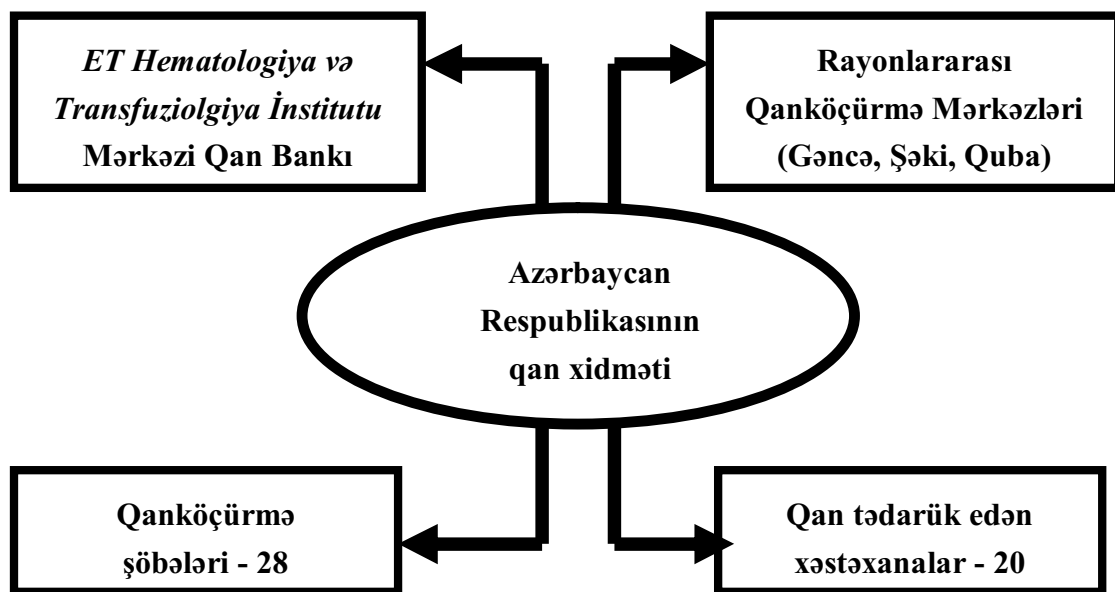 ET Hematologiya və
Transfuziolgiya İnstitutu
Mərkəzi Qan Bankı
Rayonlararası
Qanköçürmə Mərkəzləri
(Gəncə, Şəki, Quba)
Azərbaycan
Respublikasının
qan xidməti
Qanköçürmə
şöbələri - 28
Qan tədarük edən
xəstəxanalar - 20